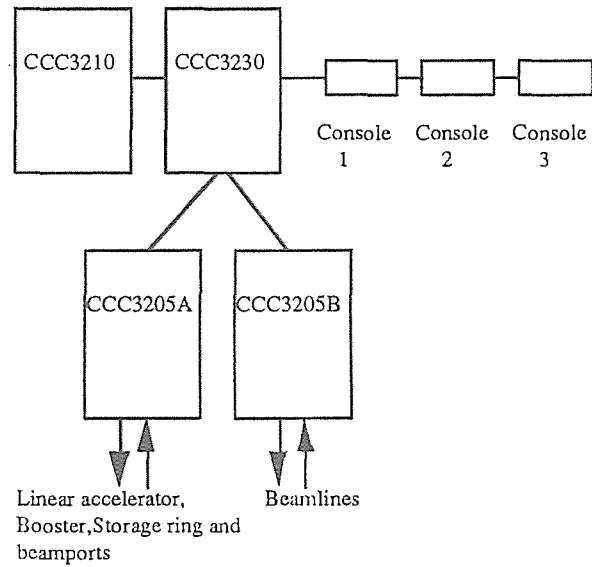 CCC3210
CCC3230
Console
1
Console
2
Console
3
CCC3205A
CCC3205B
Linear accelerator,
Booster,Storage ring and
beamports
Beamlines